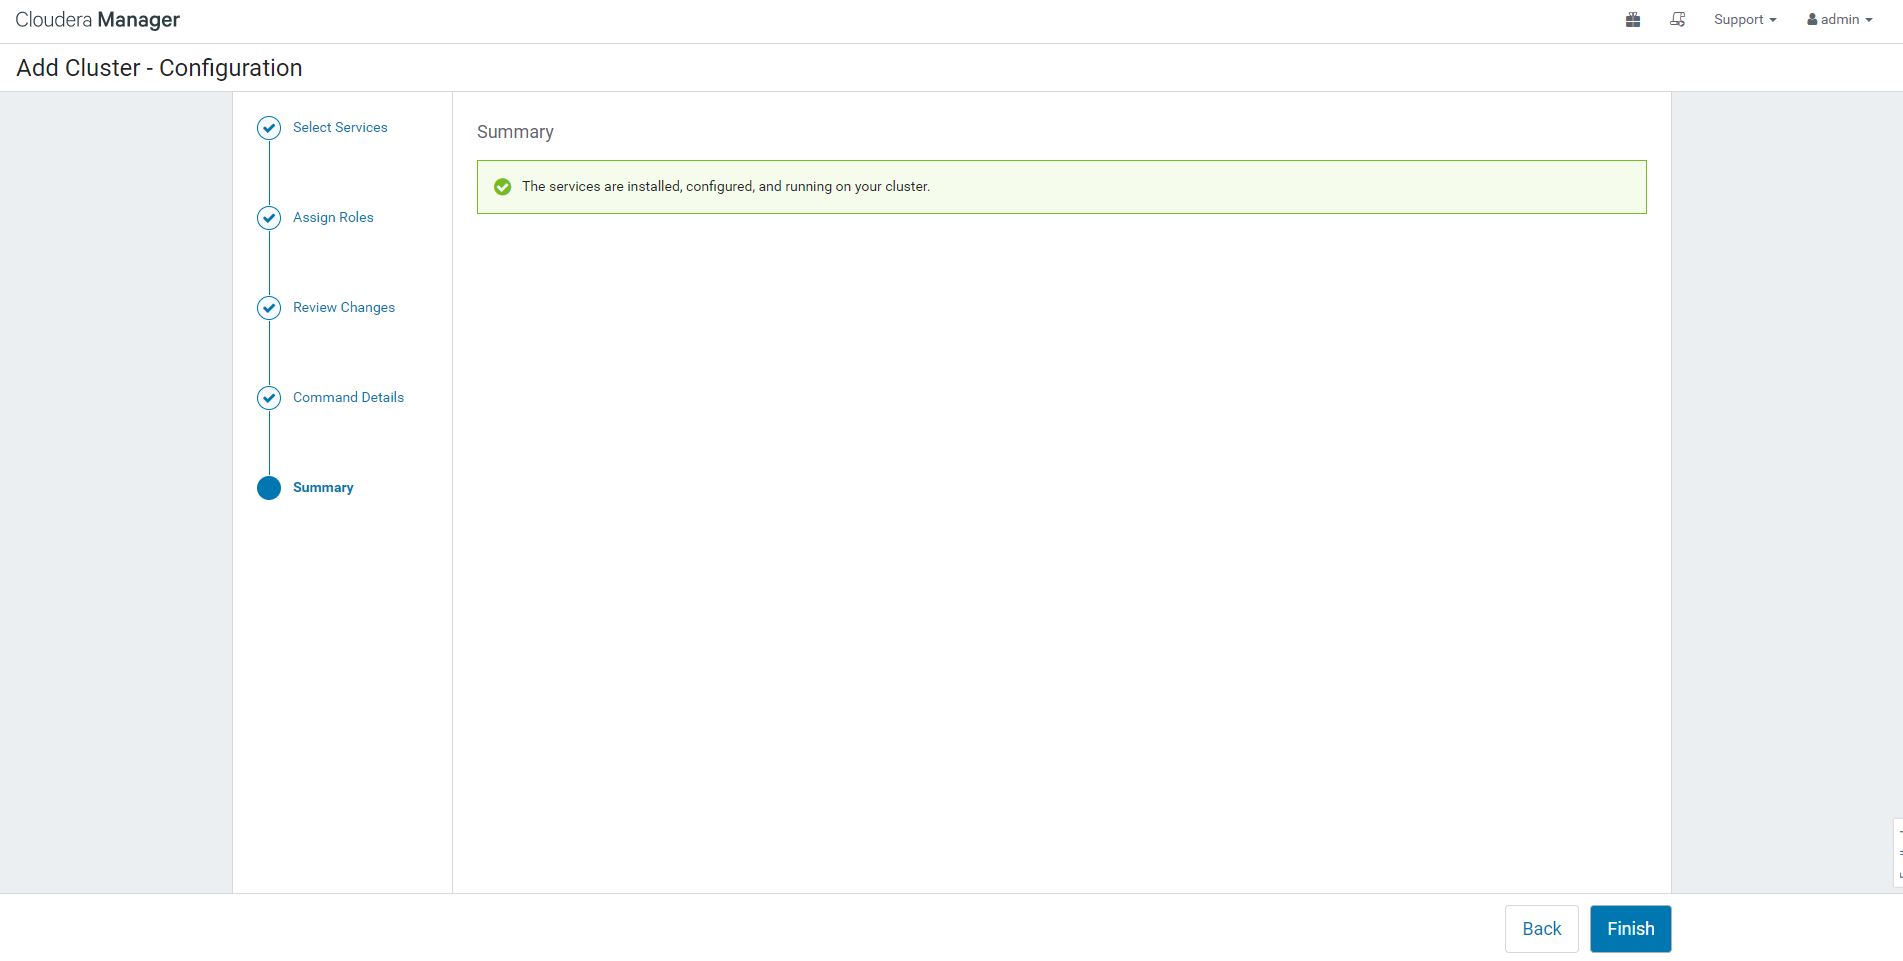 Cloudera Manager
Support
admin
Add Cluster - Configuration
Select Services
Assign Roles
Review Changes
Command Details
Summary
Summary
The services are installed, configured, and running on your cluster.
Back
Finish